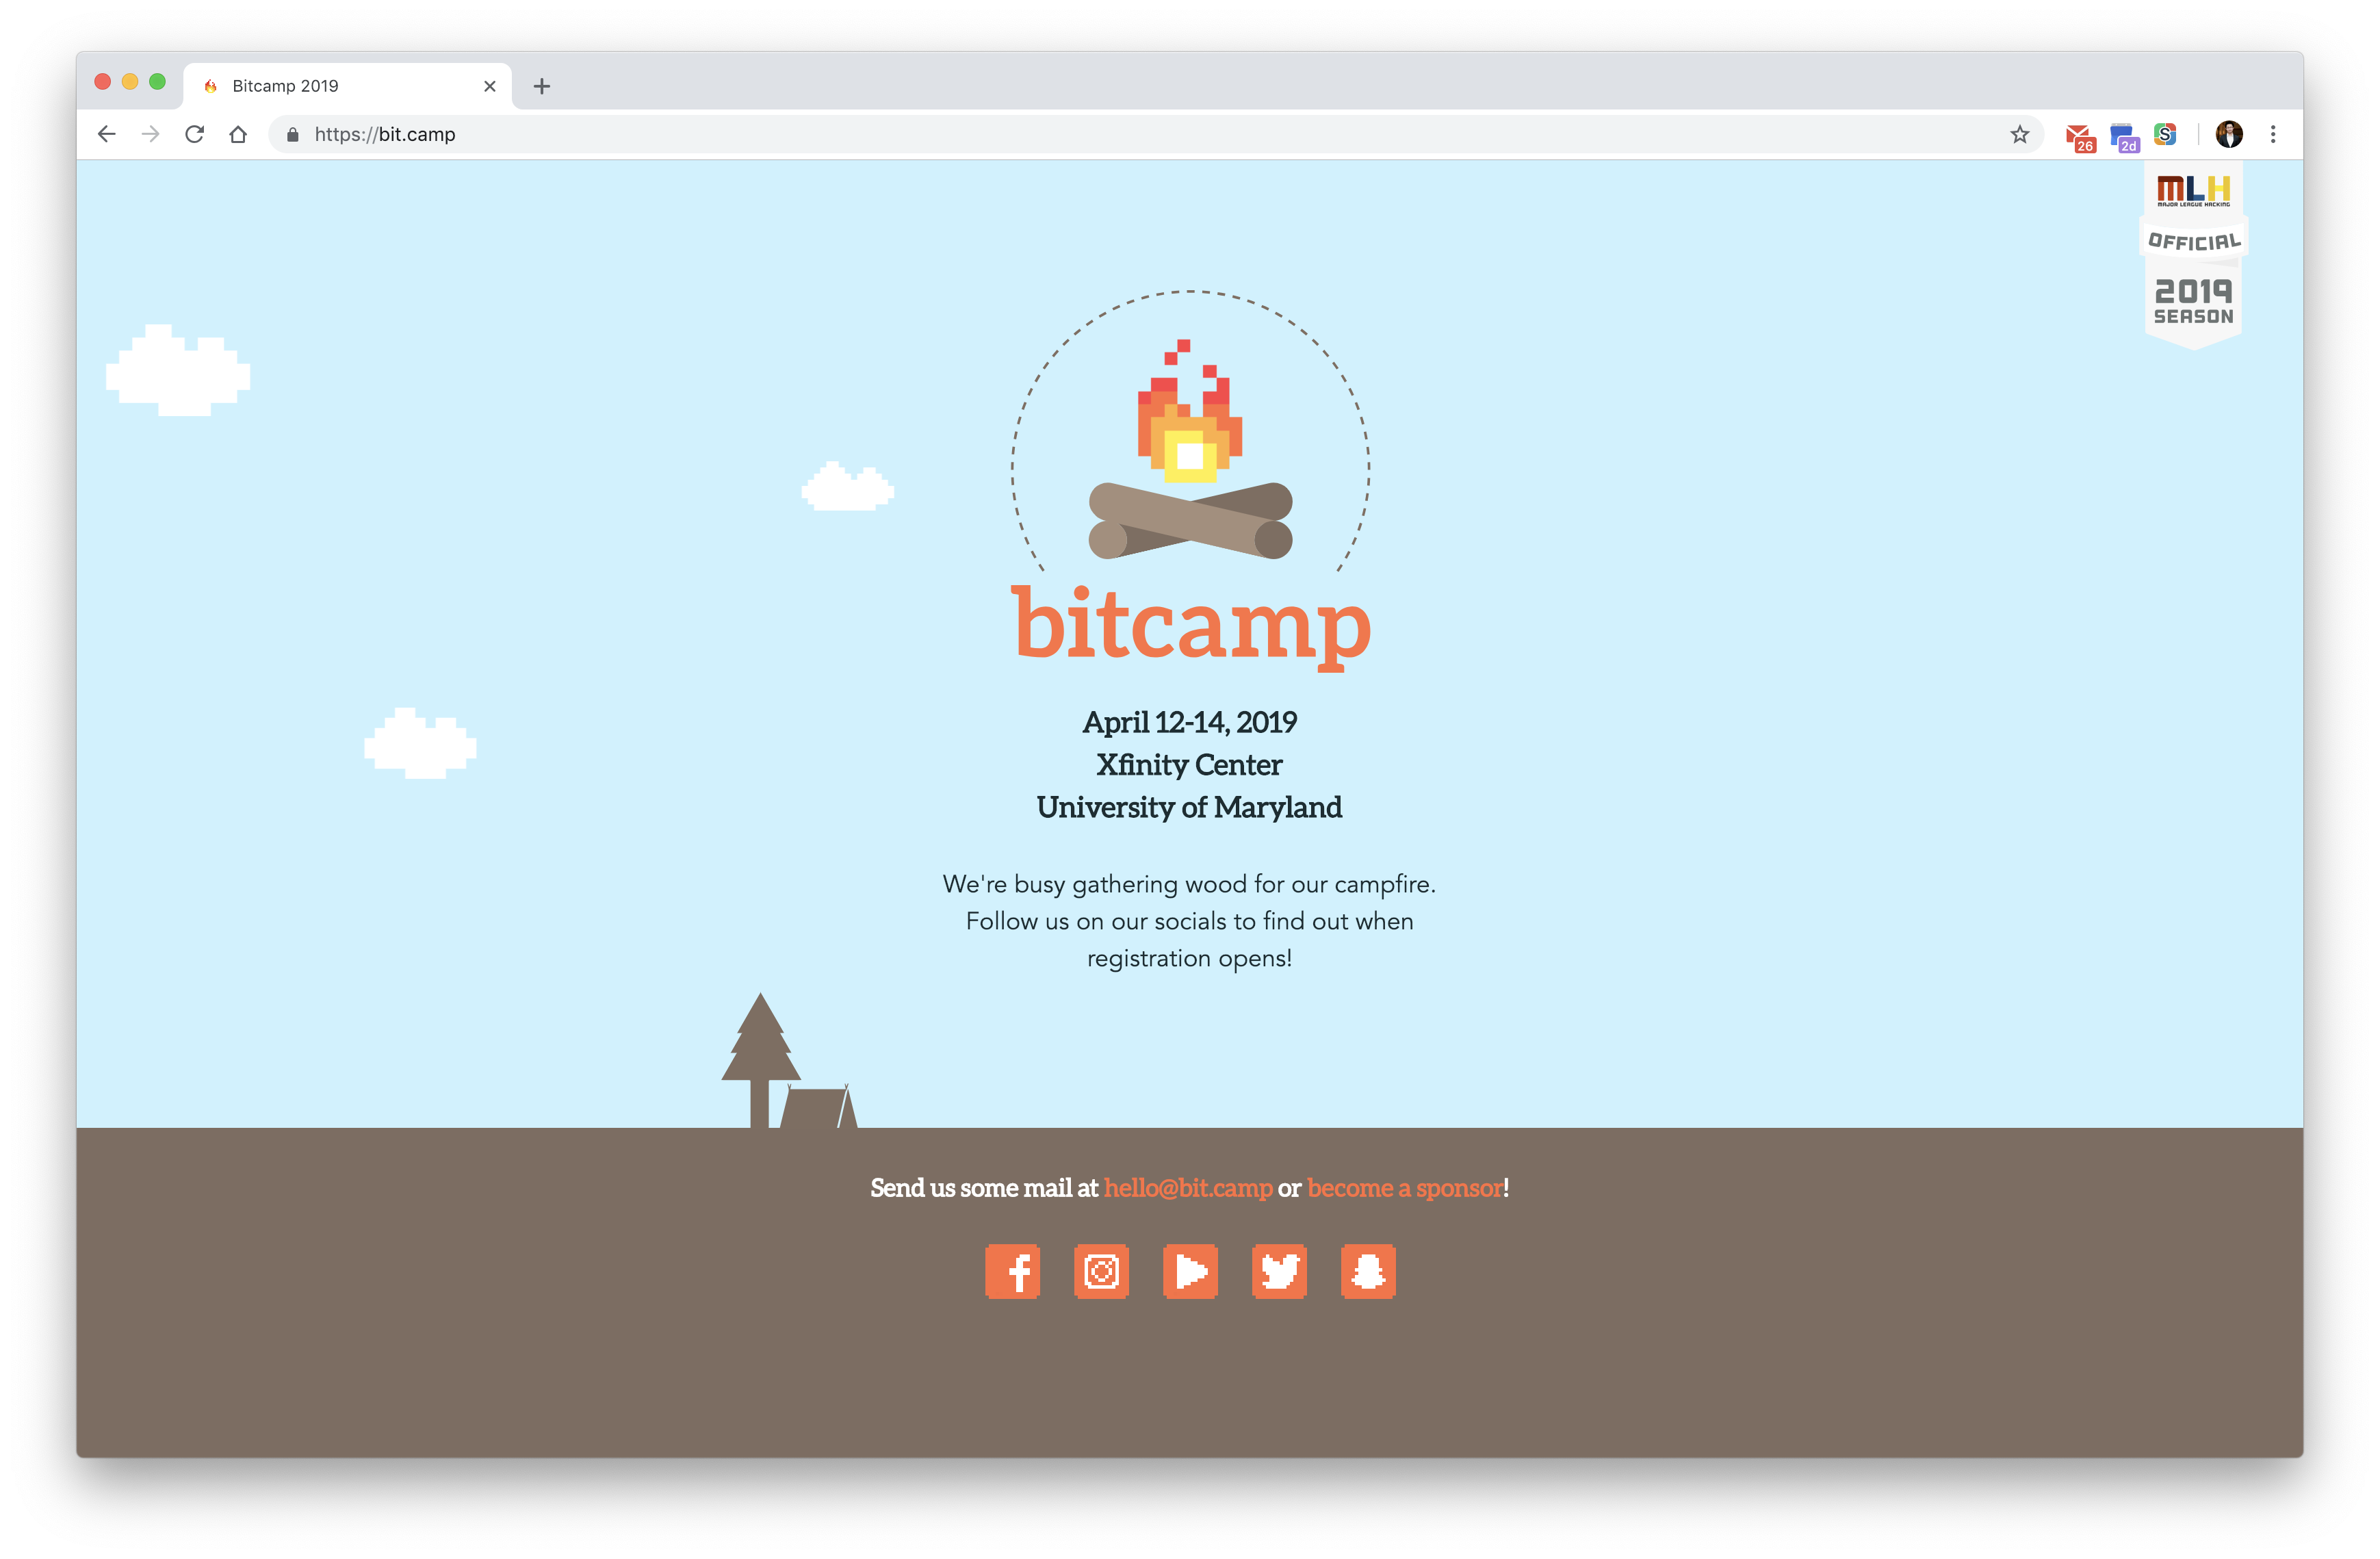 Bitcamp 2019
https://bit.camp
26
2d
S
MLH
MAJOR LEAGUE HACKING
OFFICIAL
2019
SEASON
bitcamp
April 12-14, 2019
Xfinity Center
University of Maryland
We're busy gathering wood for our campfire.
Follow us on our socials to find out when
registration opens!
Send us some mail at hello@bit.camp or become a sponsor!